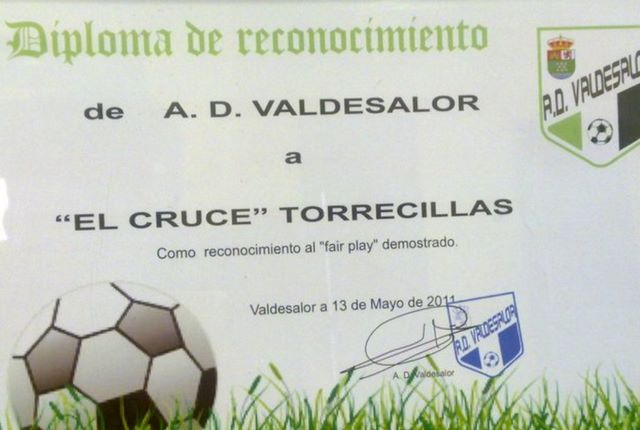 Diploma de reconocimiento
A.D. VALDESALOR
de A. D. VALDESALOR
a
“EL CRUCE” TORRECILLAS
Como reconocimiento al "fair play" demostrado.
Valdesalor a 13 de Mayo de 2011
A.D. VALDESALOR
A. D. Valdesalor